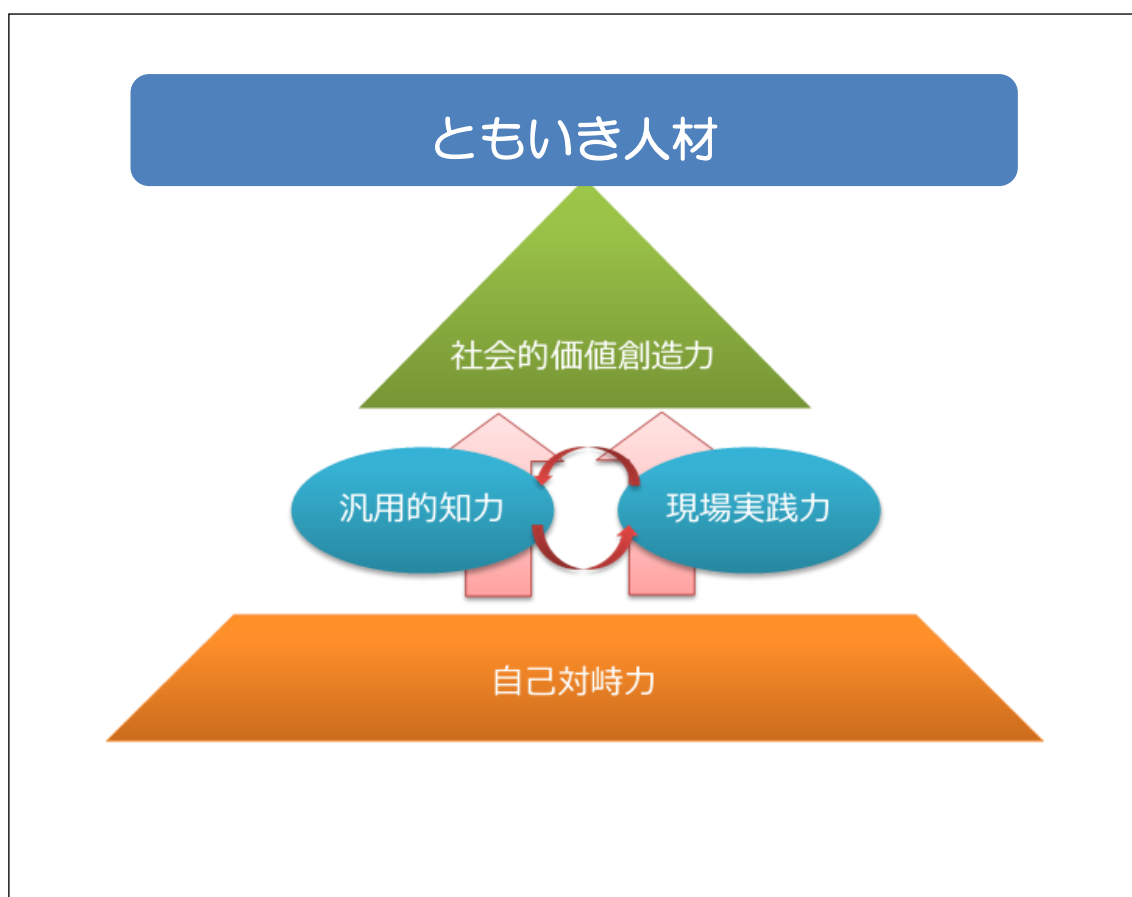 ともいき人材
社会的価値創造力
汎用的知力
現場実践力
自己対峙力